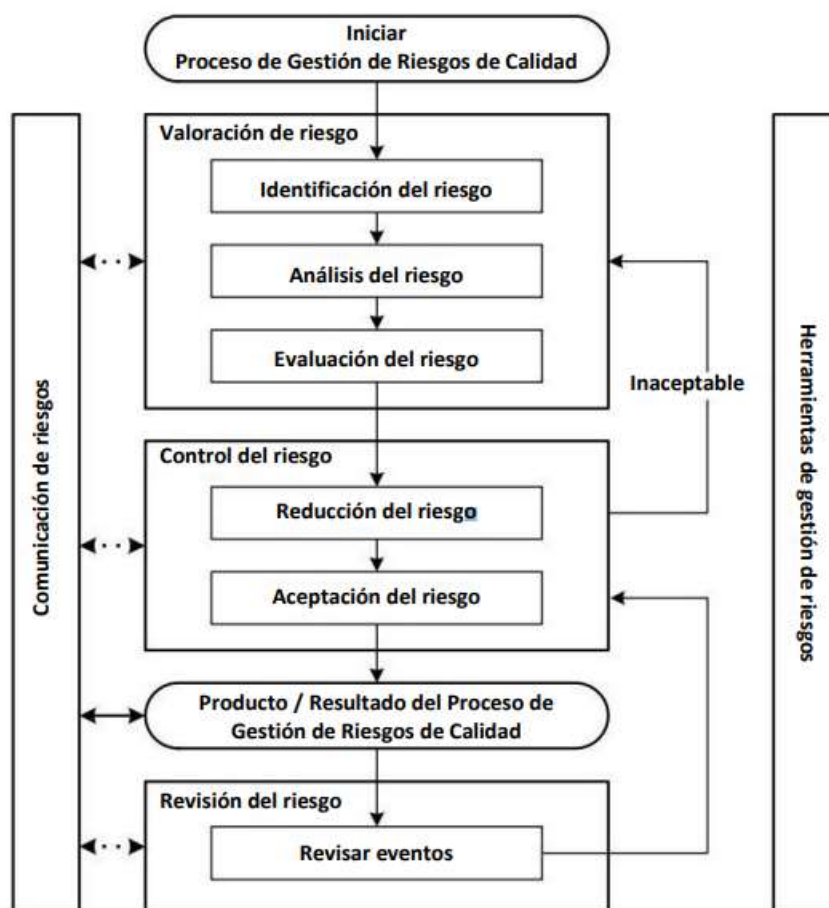 Iniciar
Proceso de Gestión de Riesgos de Calidad
Valoración de riesgo
Identificación del riesgo
Análisis del riesgo
Evaluación del riesgo
Inaceptable
Control del riesgo
Reducción del riesgo
Aceptación del riesgo
Producto / Resultado del Proceso de
Gestión de Riesgos de Calidad
Revisión del riesgo
Revisar eventos
Comunicación de riesgos
Herramientas de gestión de riesgos